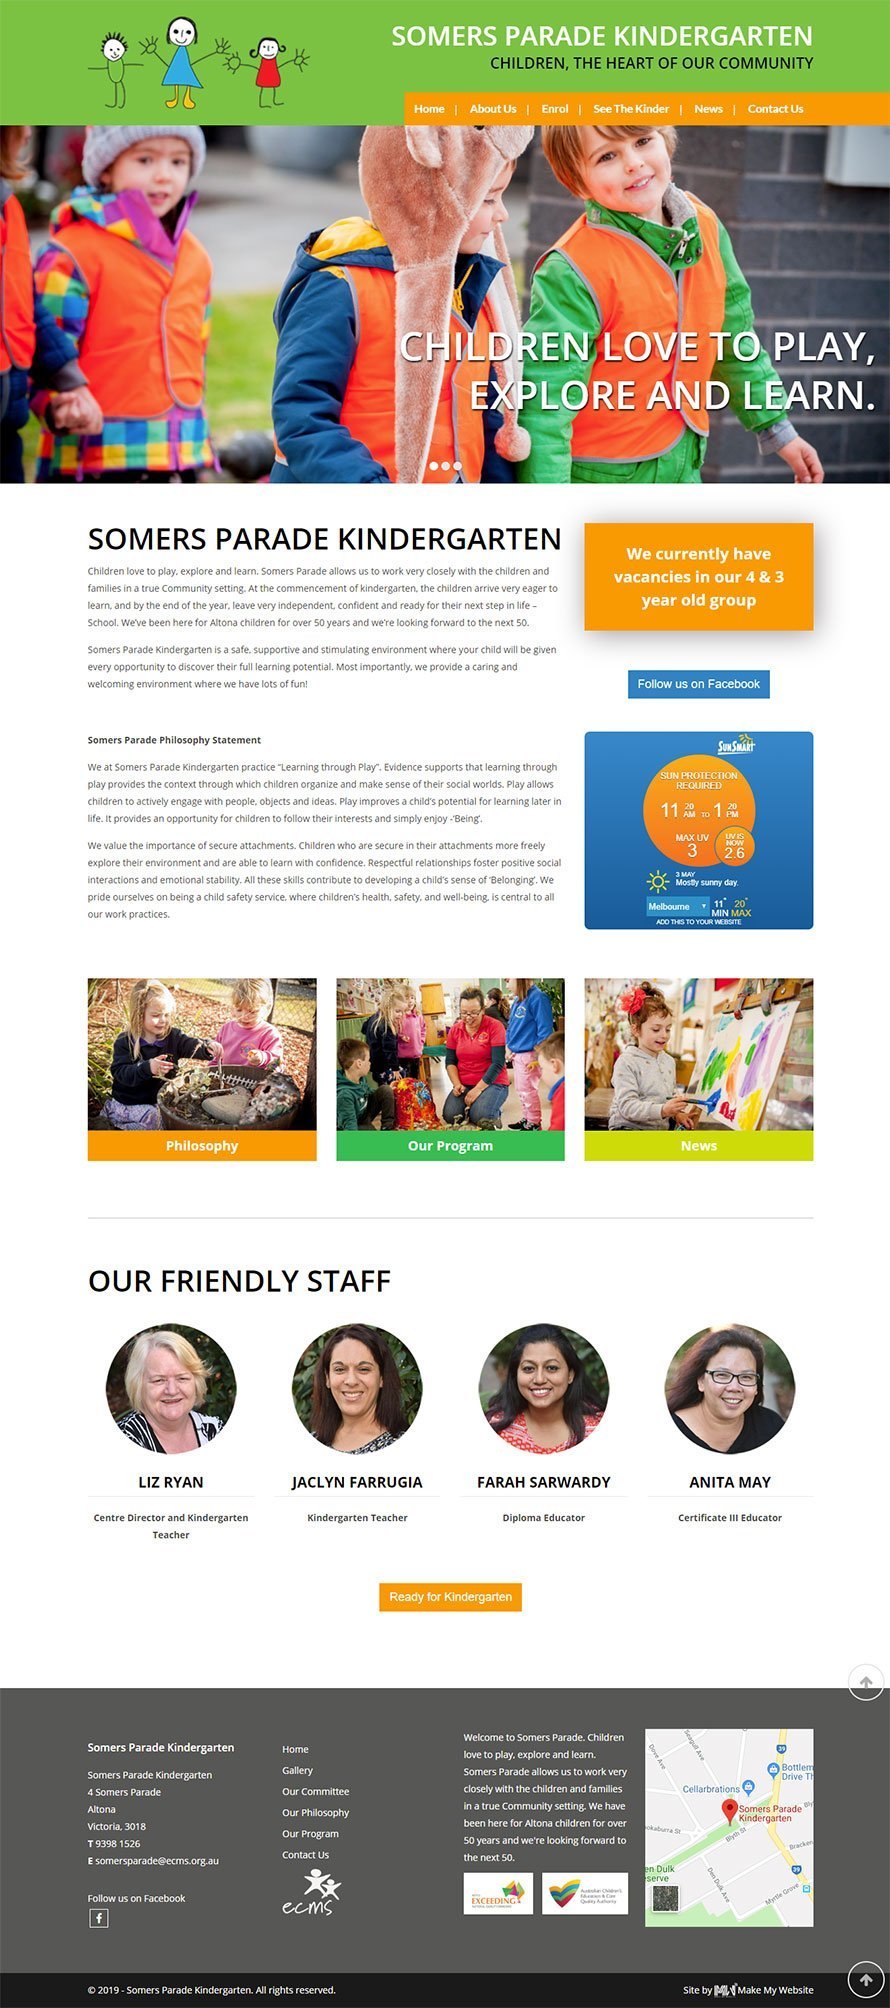 SOMERS PARADE KINDERGARTEN
CHILDREN, THE HEART OF OUR COMMUNITY
Home | About Us | Enrol | See The Kinder | News | Contact Us
CHILDREN LOVE TO PLAY,
EXPLORE AND LEARN.
SOMERS PARADE KINDERGARTEN
Children love to play, explore and learn. Somers Parade allows us to work very closely with the children and
families in a true Community setting. At the commencement of kindergarten, the children arrive very eager to
learn, and by the end of the year, leave very independent, confident and ready for their next step in life –
School. We've been here for Altona children for over 50 years and we're looking forward to the next 50.
Somers Parade Kindergarten is a safe, supportive and stimulating environment where your child will be given
every opportunity to discover their full learning potential. Most importantly, we provide a caring and
welcoming environment where we have lots of fun!
We currently have
vacancies in our 4 & 3
year old group
Follow us on Facebook
Somers Parade Philosophy Statement
We at Somers Parade Kindergarten practice "Learning through Play". Evidence supports that learning through
play provides the context through which children organize and make sense of their social worlds. Play allows
children to actively engage with people, objects and ideas. Play improves a child's potential for learning later in
life. It provides an opportunity for children to follow their interests and simply enjoy -'Being'.
We value the importance of secure attachments. Children who are secure in their attachments more freely
explore their environment and are able to learn with confidence. Respectful relationships foster positive social
interactions and emotional stability. All these skills contribute to developing a child's sense of 'Belonging'. We
pride ourselves on being a child safety service, where children's health, safety, and well-being, is central to all
our work practices.
SunSmart
SUN PROTECTION
REQUIRED
11 20 AM TO 1 20 PM
MAX UV
3
UV IS
NOW
2.6
3 MAY
Mostly sunny day.
Melbourne
11° MIN
20° MAX
ADD THIS TO YOUR WEBSITE
Philosophy
Our Program
News
OUR FRIENDLY STAFF
LIZ RYAN
Centre Director and Kindergarten
Teacher
JACLYN FARRUGIA
Kindergarten Teacher
FARAH SARWARDY
Diploma Educator
ANITA MAY
Certificate III Educator
Ready for Kindergarten
Somers Parade Kindergarten
Somers Parade Kindergarten
4 Somers Parade
Altona
Victoria, 3018
T 9398 1526
E somersparade@ecms.org.au
Follow us on Facebook
Home
Gallery
Our Committee
Our Philosophy
Our Program
Contact Us
ecms
Welcome to Somers Parade. Children
love to play, explore and learn.
Somers Parade allows us to work very
closely with the children and families
in a true Community setting. We have
been here for Altona children for over
50 years and we're looking forward to
the next 50.
EXCEEDING
Australian Children's
Education & Care
Quality Authority
Seagull Ave
Dove Ave
39
Bottlem
Drive Th
Cellarbrations
Somers Parade
Kindergarten
okaburra St
Blyth St
Bracken
en Dulk
eserve
Den Dulk Ave
Myrtle Grove
39
© 2019 - Somers Parade Kindergarten. All rights reserved.
Site by Make My Website